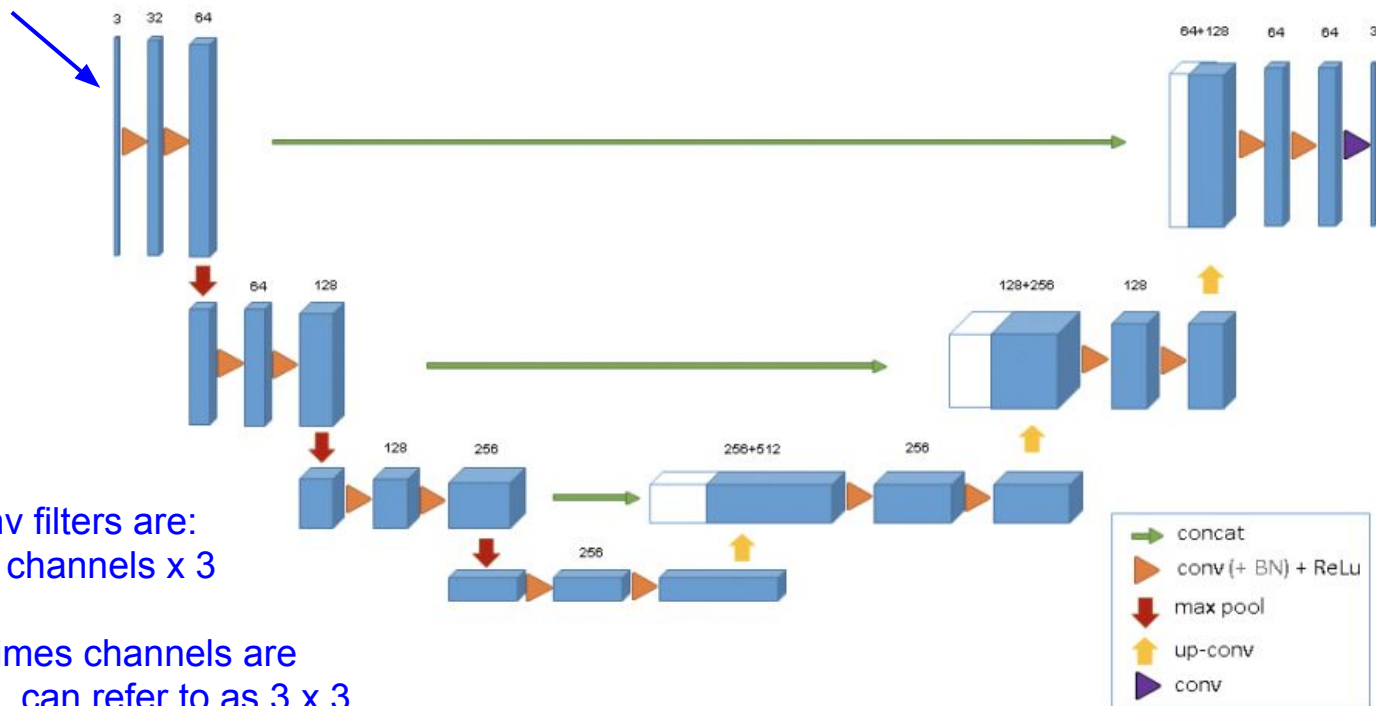 3 32 64
64+128 64 64 3
64 128
128+256 128
128 256
256+512 256
256
nv filters are:
channels x 3
imes channels are
can refer to as 3 x 3
concat
conv (+ BN) + ReLu
max pool
up-conv
conv